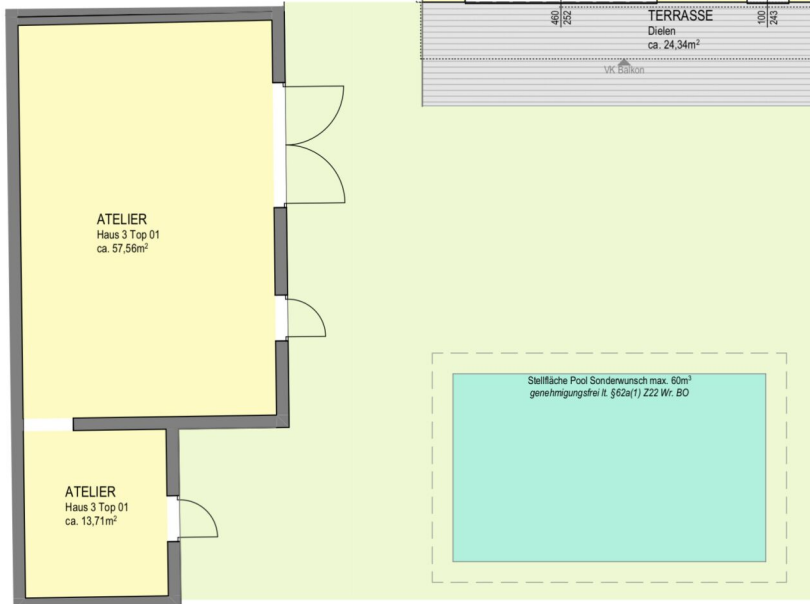 460
252
TERRASSE
Dielen
ca. 24,34m²
100
243
VK Balkon
ATELIER
Haus 3 Top 01
ca. 57,56m²
Stellfläche Pool Sonderwunsch max. 60m³
genehmigungsfrei lt. §62a(1) Z22 Wr. BO
ATELIER
Haus 3 Top 01
ca. 13,71m²